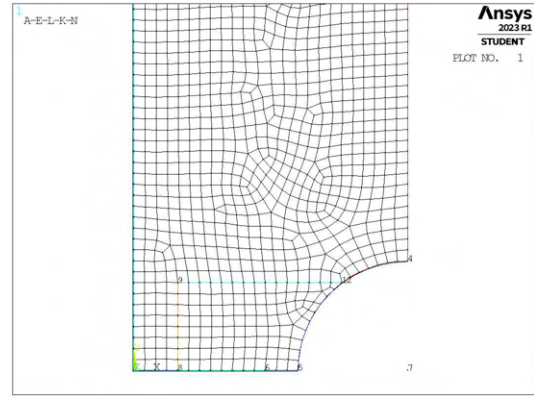 1
A-E-L-K-N
Ansys
2023 R1
STUDENT
PLOT NO. 1
4
9 12
X 8 6 5 7